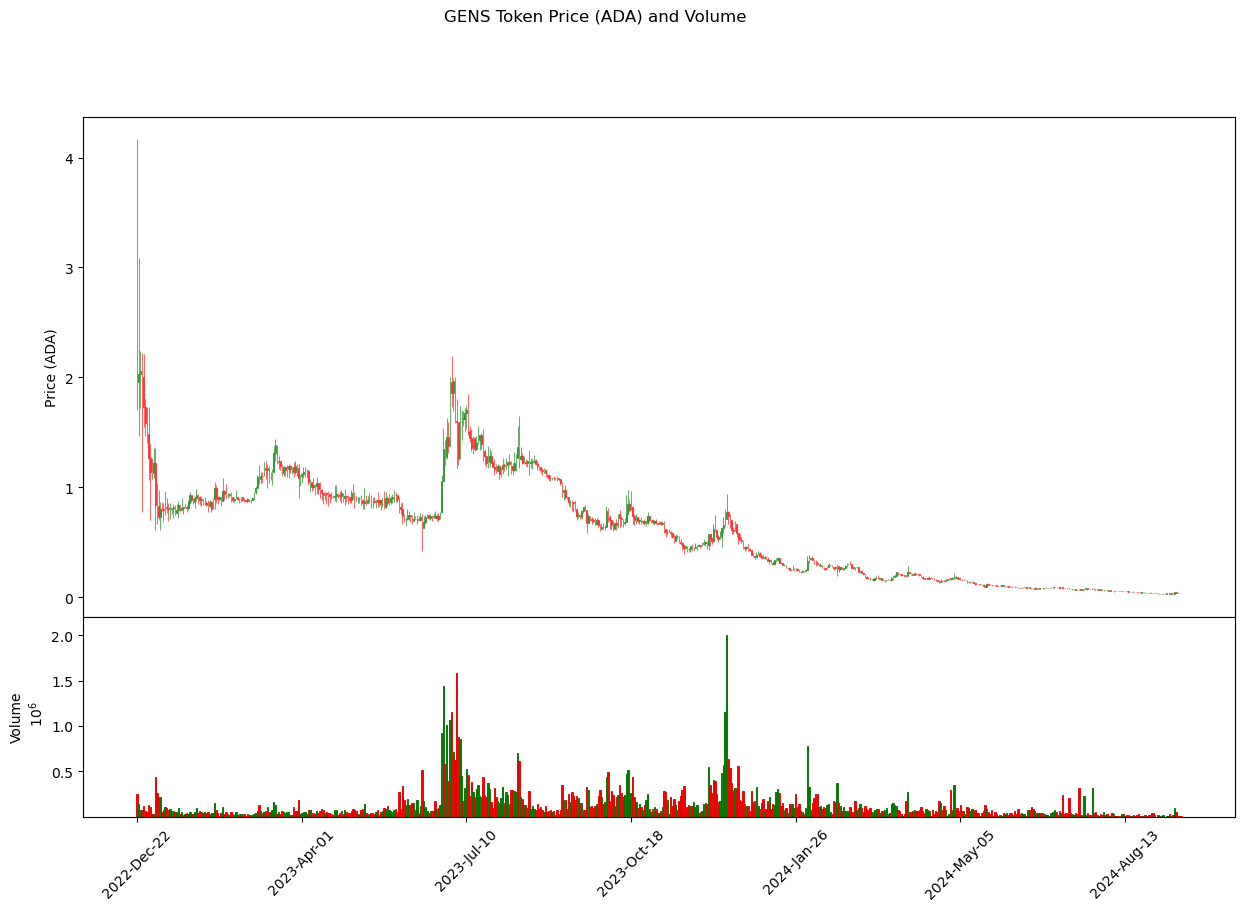 GENS Token Price (ADA) and Volume
Price (ADA)
4
3
2
1
0
Volume
10⁶
2.0
1.5
1.0
0.5
2022-Dec-22
2023-Apr-01
2023-Jul-10
2023-Oct-18
2024-Jan-26
2024-May-05
2024-Aug-13